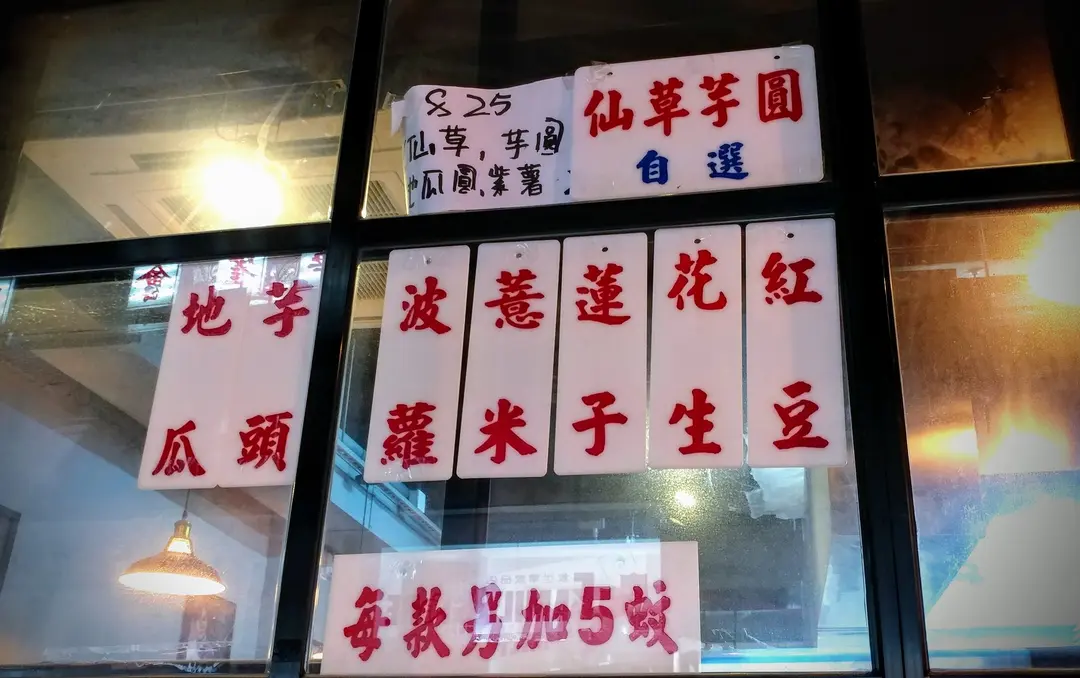 $25
仙草, 芋圓
地瓜圓.紫薯
仙草芋圓
自選
地瓜
芋頭
波蘿
薏米
蓮子
花生
紅豆
每款另加5蚊